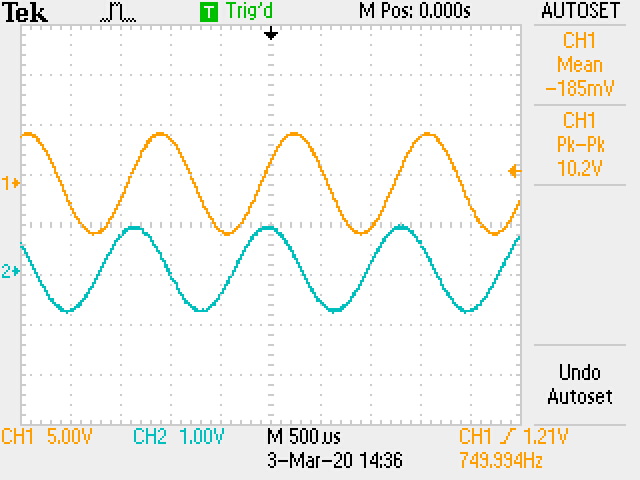 Tek T Trig'd M Pos: 0.000s AUTOSET
CH1
Mean
-185mV
CH1
Pk-Pk
10.2V
1
2
Undo
Autoset
CH1 5.00V CH2 1.00V M 500µs CH1 / 1.21V
3-Mar-20 14:36 749.994Hz